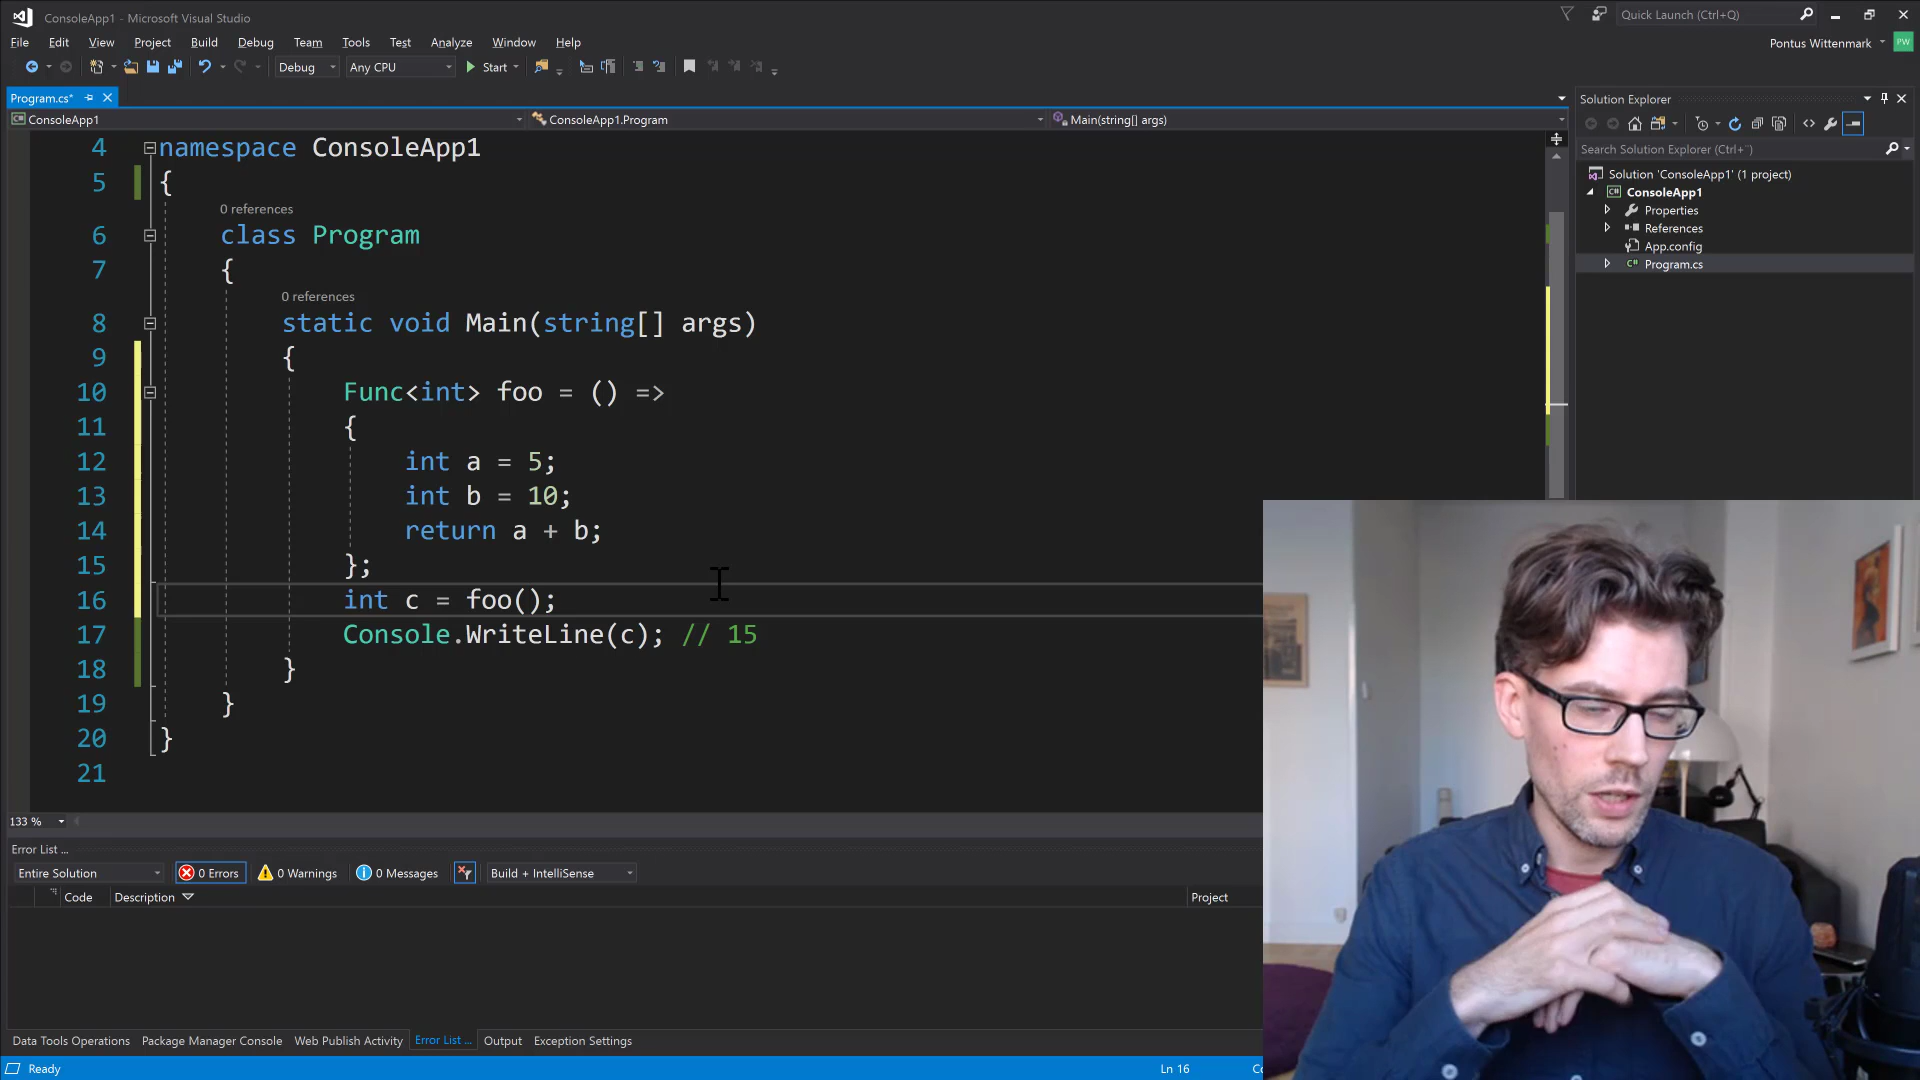 ConsoleApp1 - Microsoft Visual Studio
Quick Launch (Ctrl+Q)
File Edit View Project Build Debug Team Tools Test Analyze Window Help
Pontus Wittenmark
PW
Debug
Any CPU
Start
Program.cs*
ConsoleApp1
ConsoleApp1.Program
Main(string[] args)
4 namespace ConsoleApp1
5 {
0 references
6 class Program
7 {
0 references
8 static void Main(string[] args)
9 {
10 Func<int> foo = () =>
11 {
12 int a = 5;
13 int b = 10;
14 return a + b;
15 };
16 int c = foo();
17 Console.WriteLine(c); // 15
18 }
19 }
20 }
21
Solution Explorer
Search Solution Explorer (Ctrl+¨)
Solution 'ConsoleApp1' (1 project)
C# ConsoleApp1
Properties
References
App.config
C# Program.cs
133 %
Error List ...
Entire Solution
0 Errors
0 Warnings
0 Messages
Build + IntelliSense
Code
Description
Project
Data Tools Operations
Package Manager Console
Web Publish Activity
Error List ...
Output
Exception Settings
Ready
Ln 16